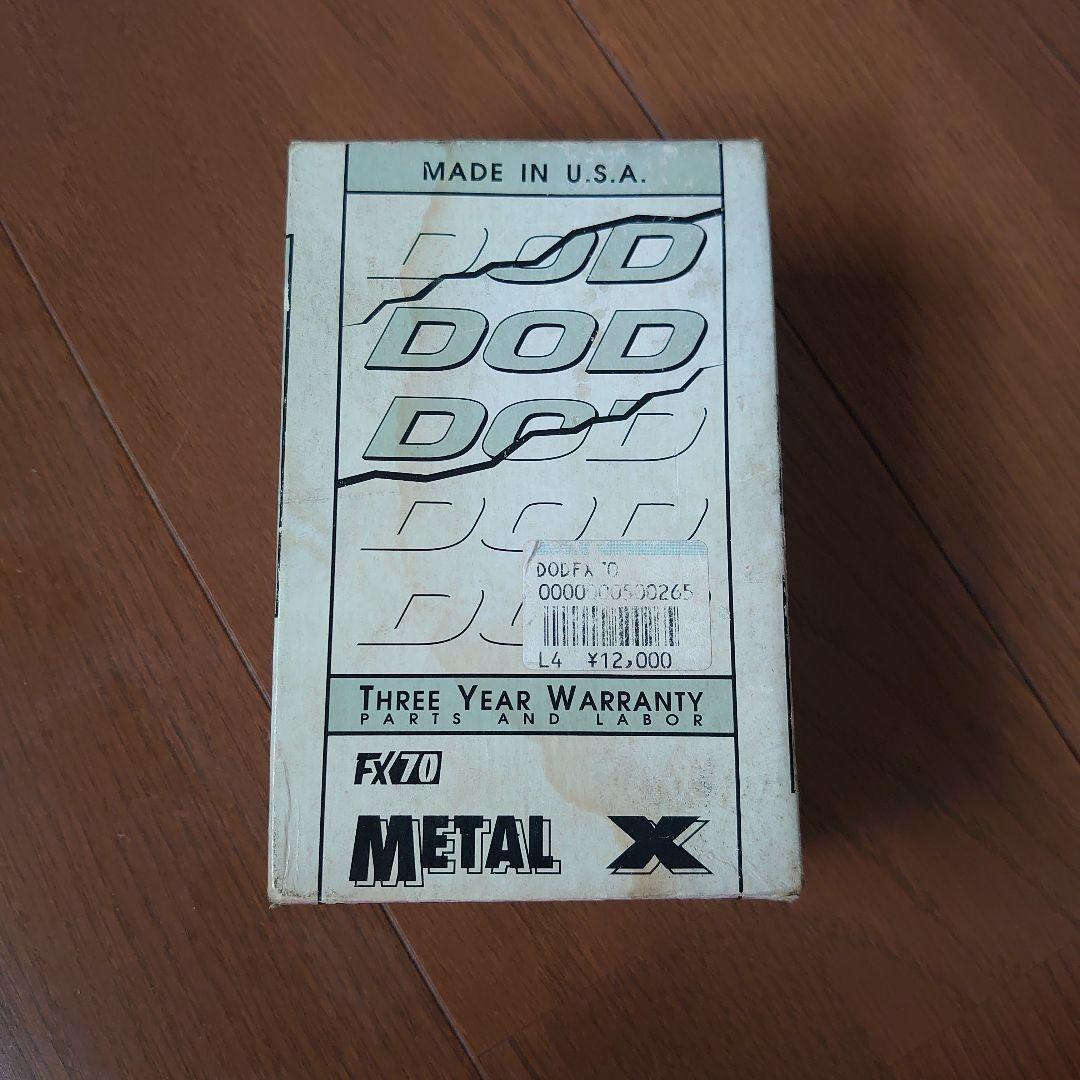 MADE IN U.S.A.
DOD
DOD
DOD
DOD
DODFX70
0000000500265
L4 ¥12,000
THREE YEAR WARRANTY
PARTS AND LABOR
FX70
METAL X